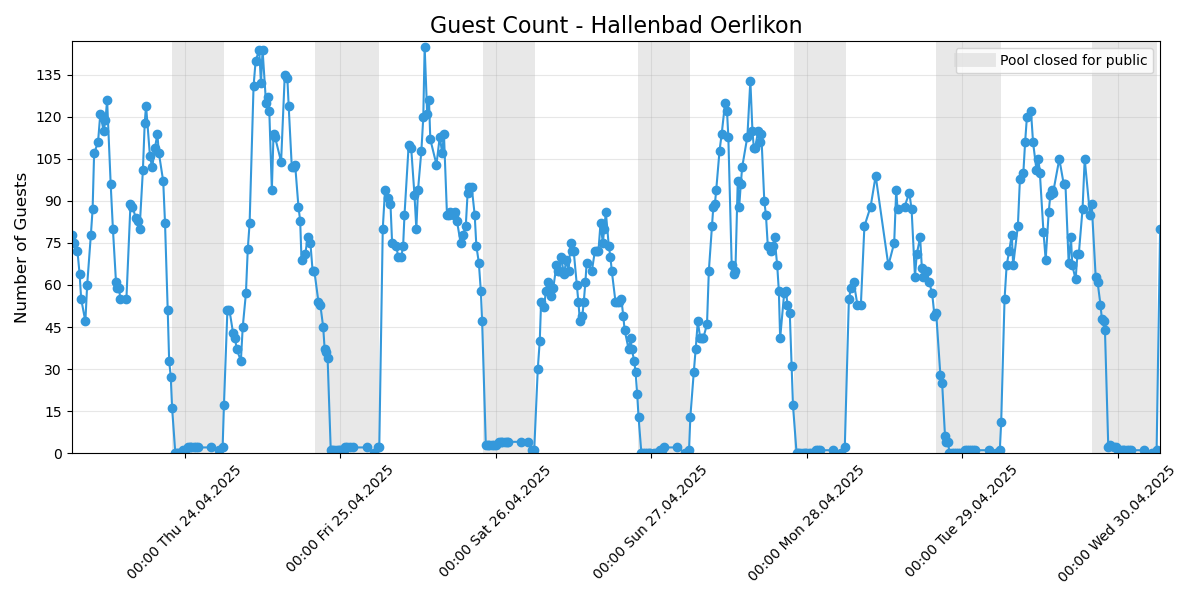 Guest Count - Hallenbad Oerlikon
Pool closed for public
Number of Guests
135
120
105
90
75
60
45
30
15
0
00:00 Thu 24.04.2025
00:00 Fri 25.04.2025
00:00 Sat 26.04.2025
00:00 Sun 27.04.2025
00:00 Mon 28.04.2025
00:00 Tue 29.04.2025
00:00 Wed 30.04.2025